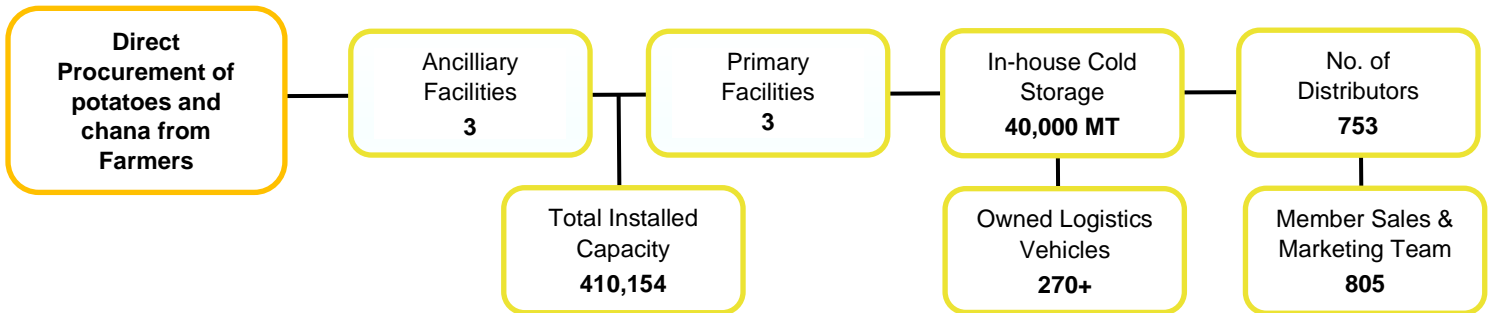 Direct
Procurement of
potatoes and
chana from
Farmers
Ancilliary
Facilities
3
Primary
Facilities
3
In-house Cold
Storage
40,000 MT
No. of
Distributors
753
Total Installed
Capacity
410,154
Owned Logistics
Vehicles
270+
Member Sales &
Marketing Team
805